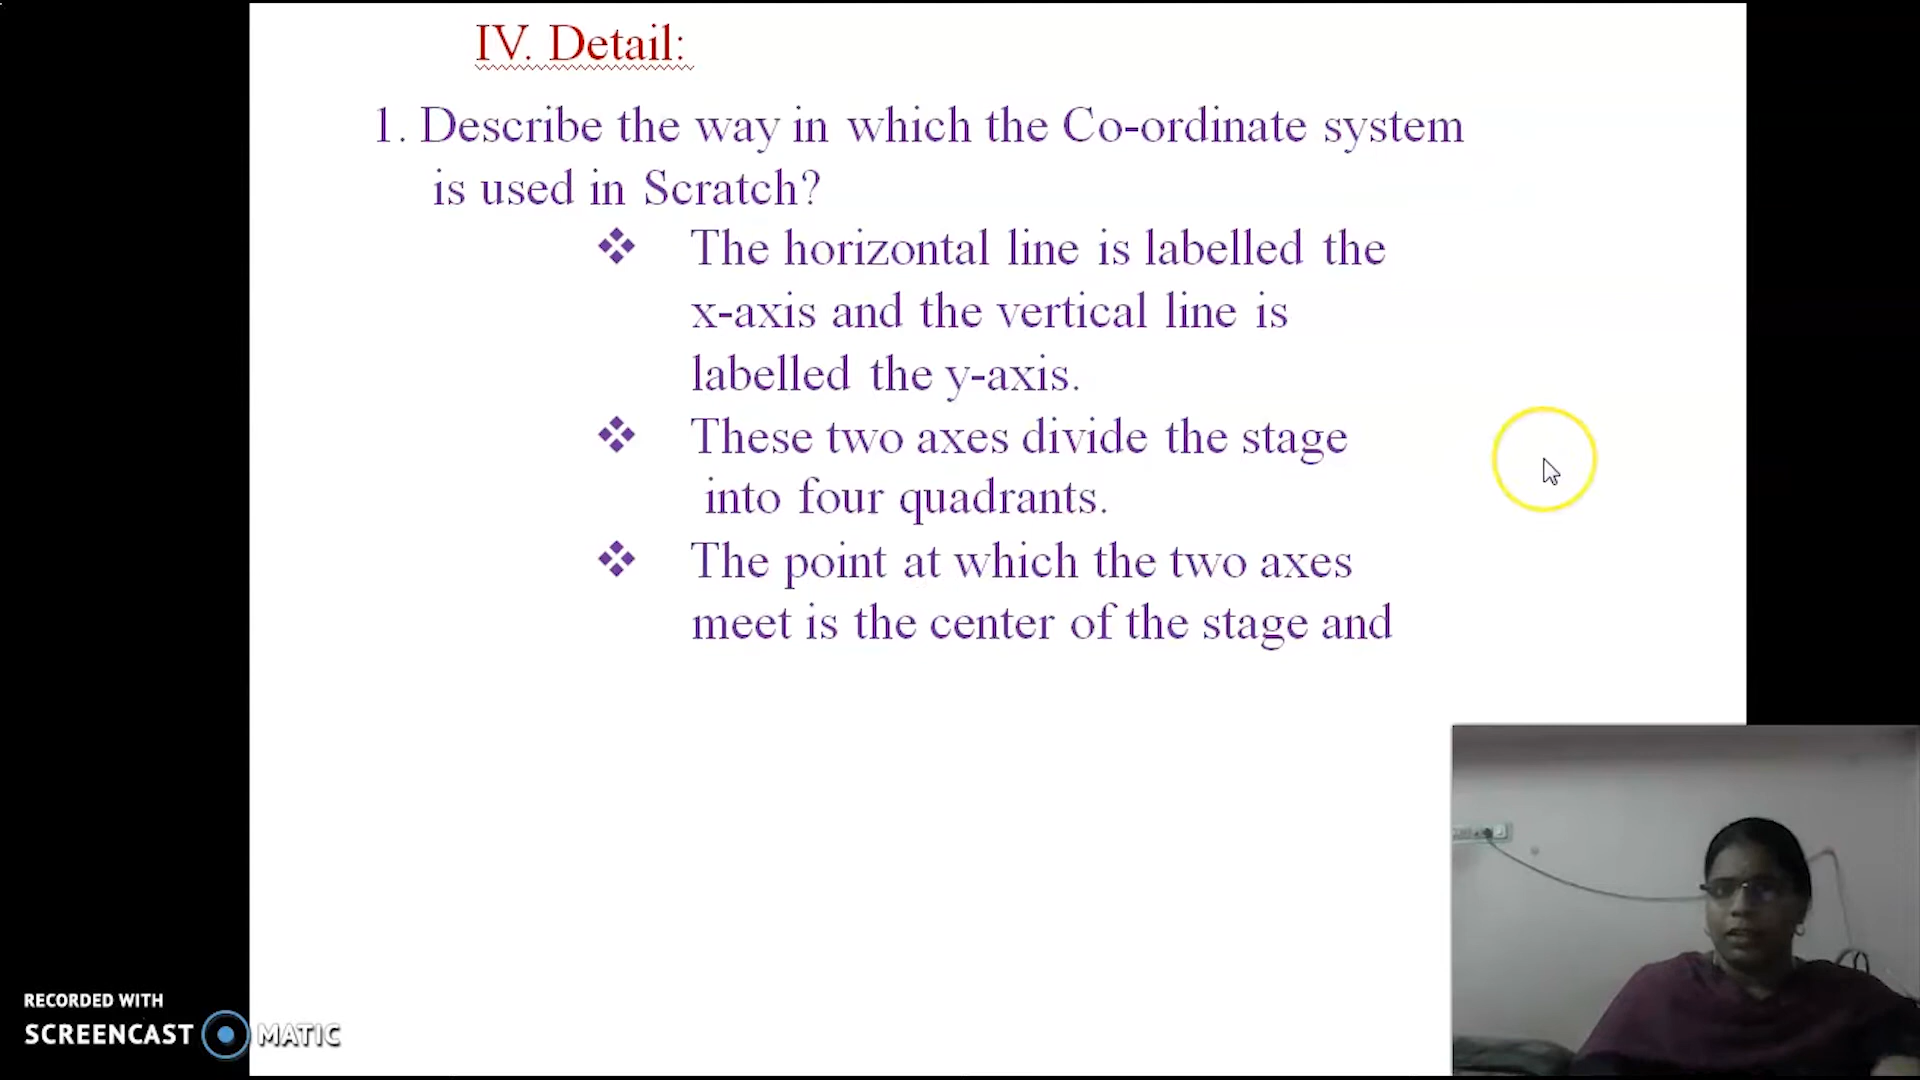 IV. Detail:
1. Describe the way in which the Co-ordinate system
is used in Scratch?
❖ The horizontal line is labelled the
x-axis and the vertical line is
labelled the y-axis.
❖ These two axes divide the stage
into four quadrants.
❖ The point at which the two axes
meet is the center of the stage and
RECORDED WITH
SCREENCAST MATIC